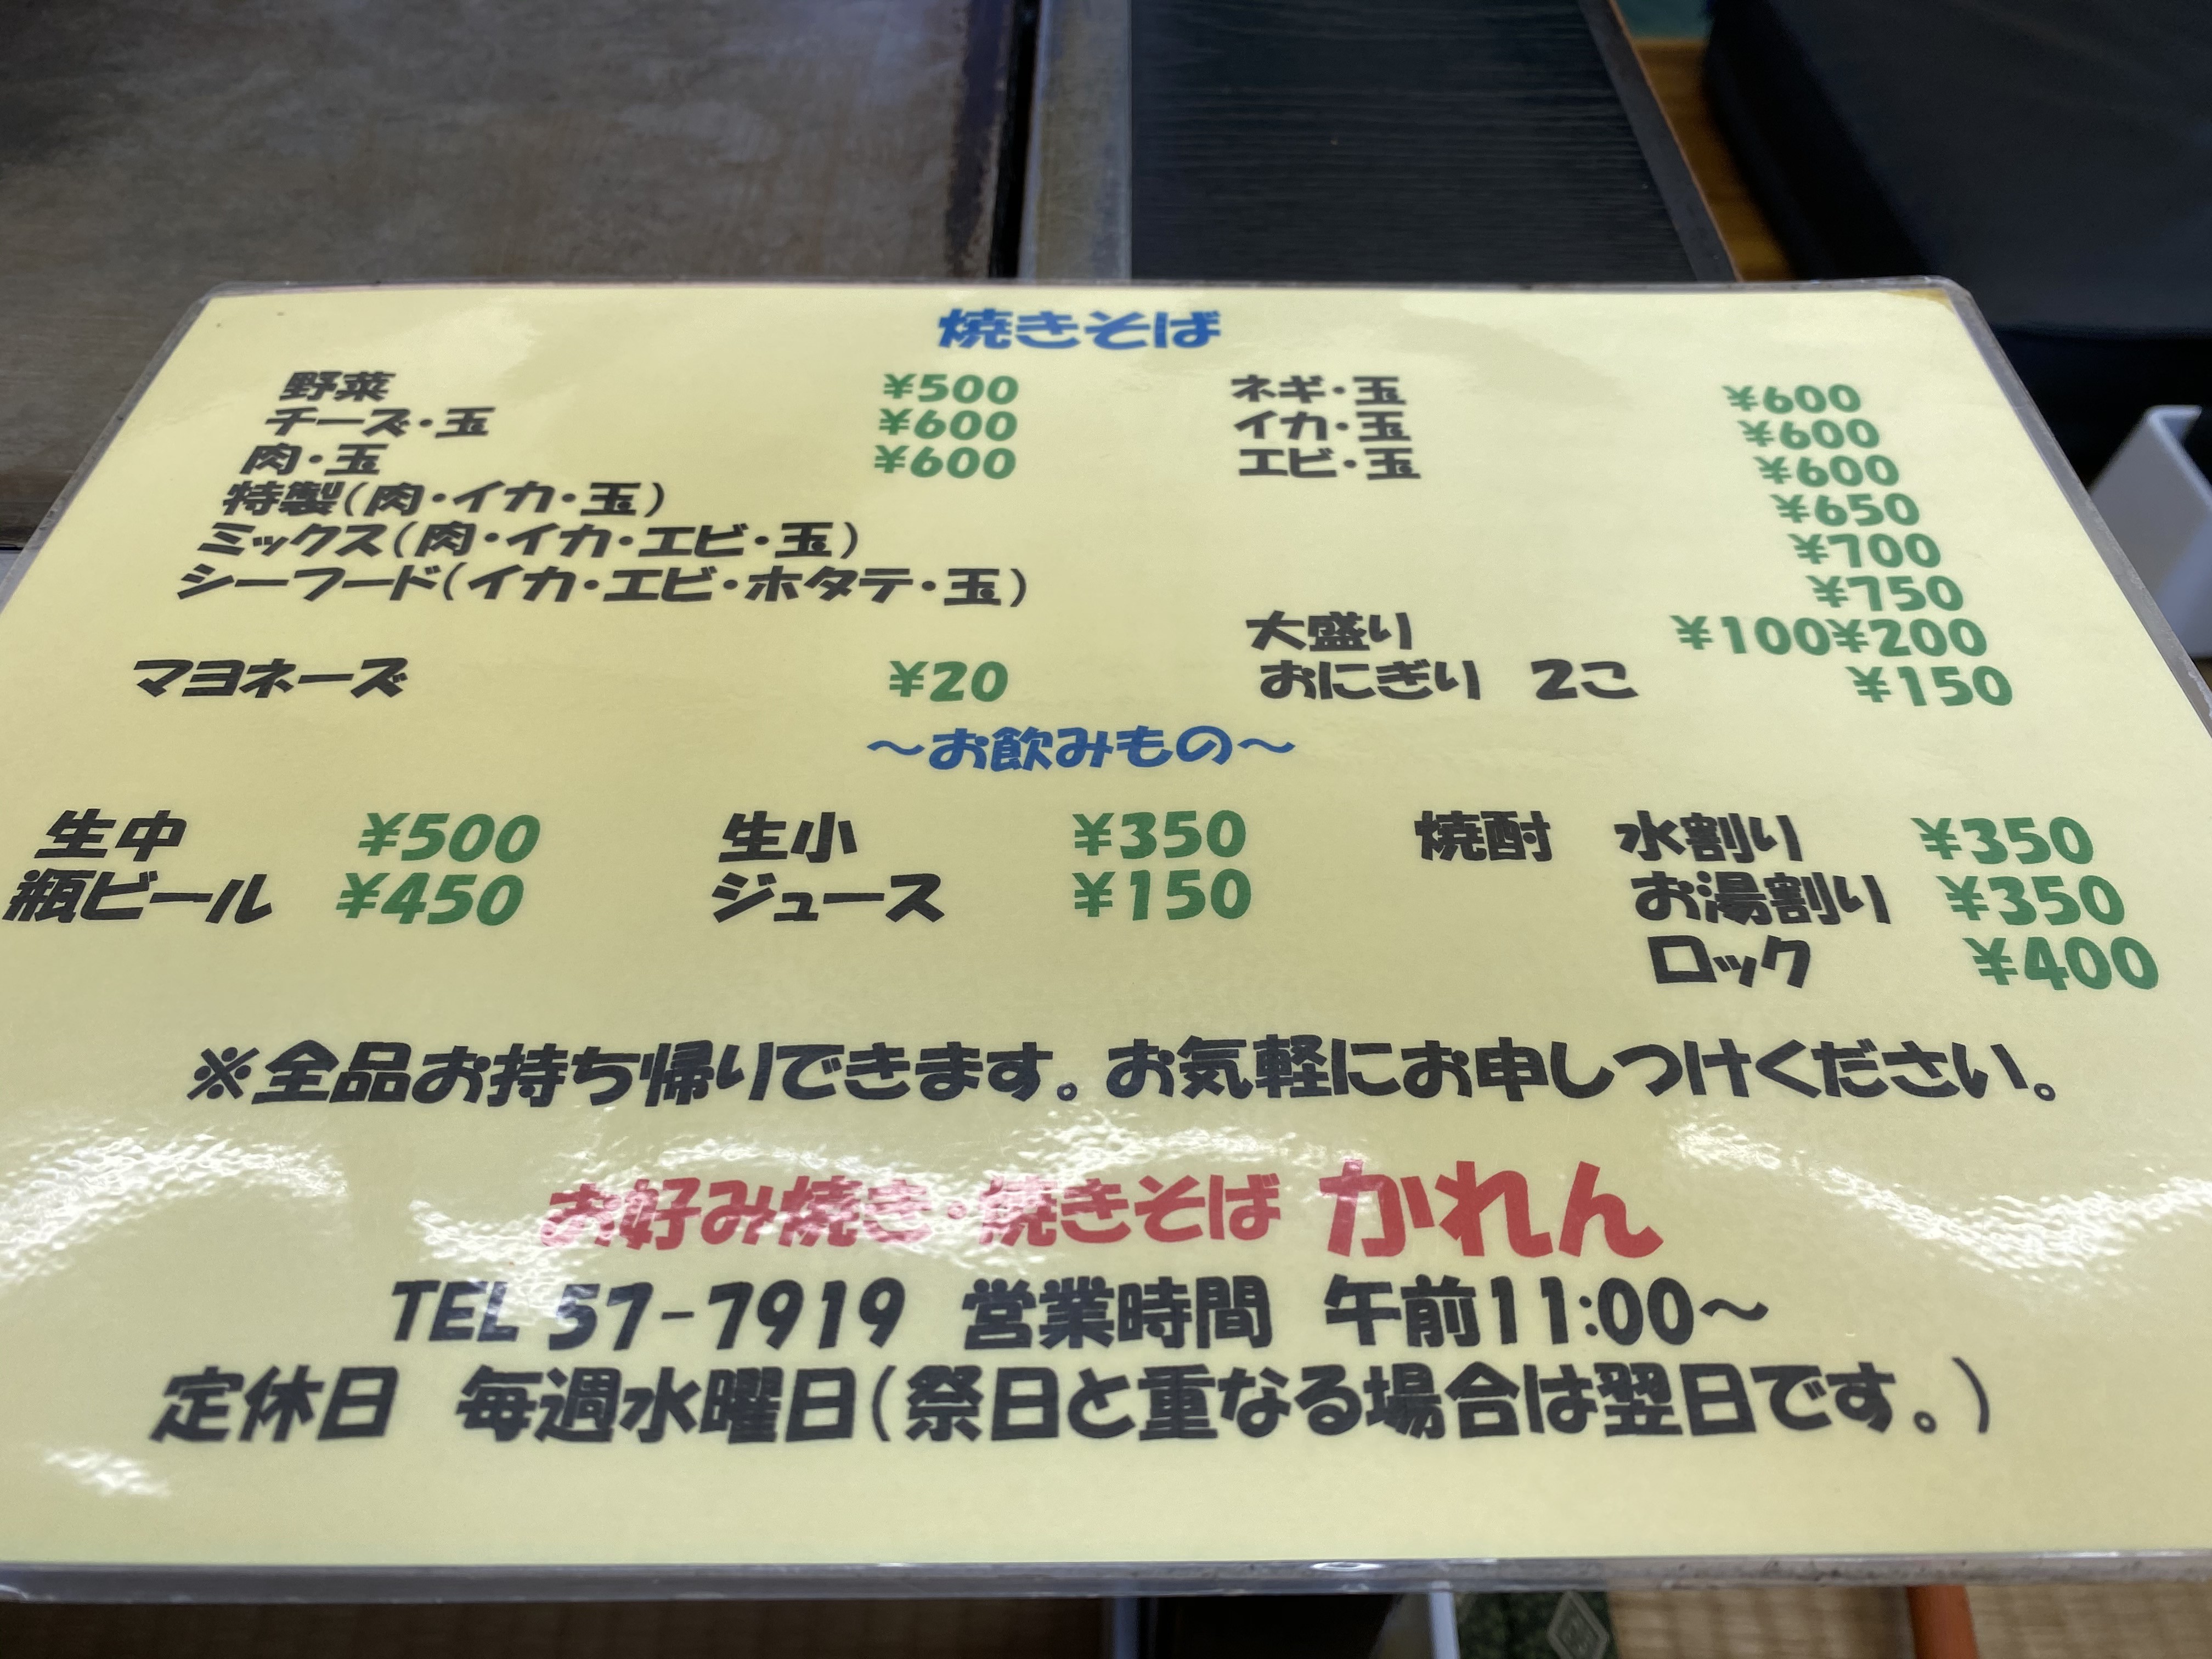 焼きそば
野菜 ¥500 ネギ・玉 ¥600
チーズ・玉 ¥600 イカ・玉 ¥600
肉・玉 ¥600 エビ・玉 ¥600
特製(肉・イカ・玉) ¥650
ミックス(肉・イカ・エビ・玉) ¥700
シーフード(イカ・エビ・ホタテ・玉) ¥750
大盛り ¥100¥200
マヨネーズ ¥20 おにぎり 2こ ¥150
～お飲みもの～
生中 ¥500 生小 ¥350 焼酎 水割り ¥350
瓶ビール ¥450 ジュース ¥150 お湯割り ¥350
ロック ¥400
※全品お持ち帰りできます。お気軽にお申しつけください。
お好み焼き・焼きそば かれん
TEL 57-7919 営業時間 午前11:00～
定休日 毎週水曜日(祭日と重なる場合は翌日です。)